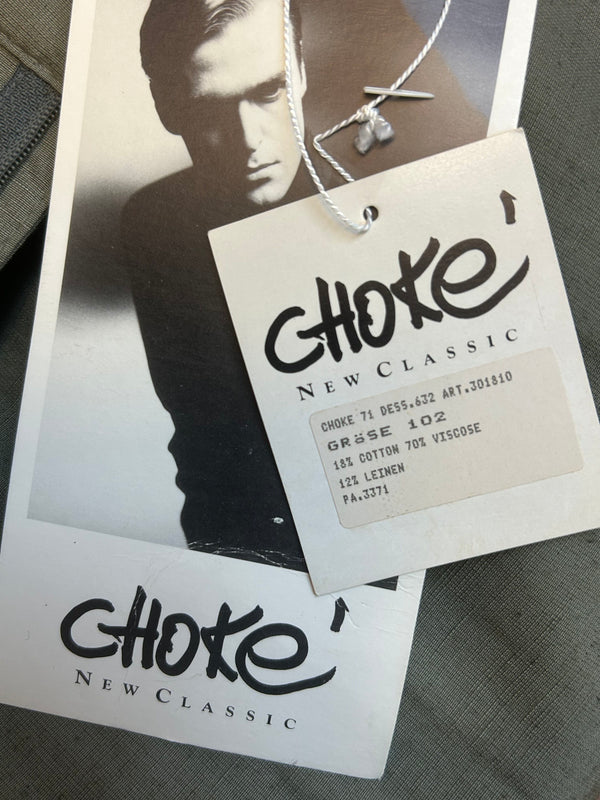 CHOKE'
NEW CLASSIC
CHOKE 71 DESS.632 ART.301810
GRöSE 102
18% COTTON 70% VISCOSE
12% LEINEN
PA.3371
CHOKE'
NEW CLASSIC